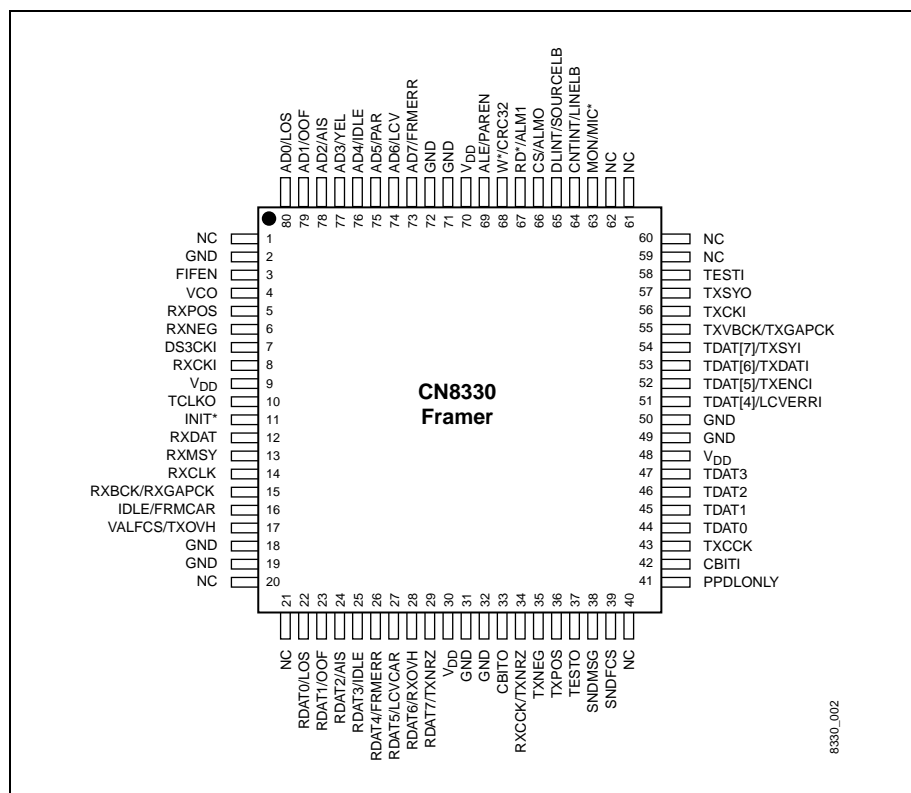 AD0/LOS
AD1/OOF
AD2/AIS
AD3/YEL
AD4/IDLE
AD5/PAR
AD6/LCV
AD7/FRMERR
GND
GND
VDD
ALE/PAREN
W*/CRC32
RD*/ALM1
CS/ALMO
DLINT/SOURCELB
CNTINT/LINELB
MON/MIC*
NC
NC
80 79 78 77 76 75 74 73 72 71 70 69 68 67 66 65 64 63 62 61
NC 1
GND 2
FIFEN 3
VCO 4
RXPOS 5
RXNEG 6
DS3CKI 7
RXCKI 8
VDD 9
TCLKO 10
INIT* 11
RXDAT 12
RXMSY 13
RXCLK 14
RXBCK/RXGAPCK 15
IDLE/FRMCAR 16
VALFCS/TXOVH 17
GND 18
GND 19
NC 20
CN8330
Framer
60 NC
59 NC
58 TESTI
57 TXSYO
56 TXCKI
55 TXVBCK/TXGAPCK
54 TDAT[7]/TXSYI
53 TDAT[6]/TXDATI
52 TDAT[5]/TXENCI
51 TDAT[4]/LCVERRI
50 GND
49 GND
48 VDD
47 TDAT3
46 TDAT2
45 TDAT1
44 TDAT0
43 TXCCK
42 CBITI
41 PPDLONLY
21 22 23 24 25 26 27 28 29 30 31 32 33 34 35 36 37 38 39 40
NC
RDAT0/LOS
RDAT1/OOF
RDAT2/AIS
RDAT3/IDLE
RDAT4/FRMERR
RDAT5/LCVCAR
RDAT6/RXOVH
RDAT7/TXNRZ
VDD
GND
GND
CBITO
RXCCK/TXNRZ
TXNEG
TXPOS
TESTO
SNDMSG
SNDFCS
NC
8330_002